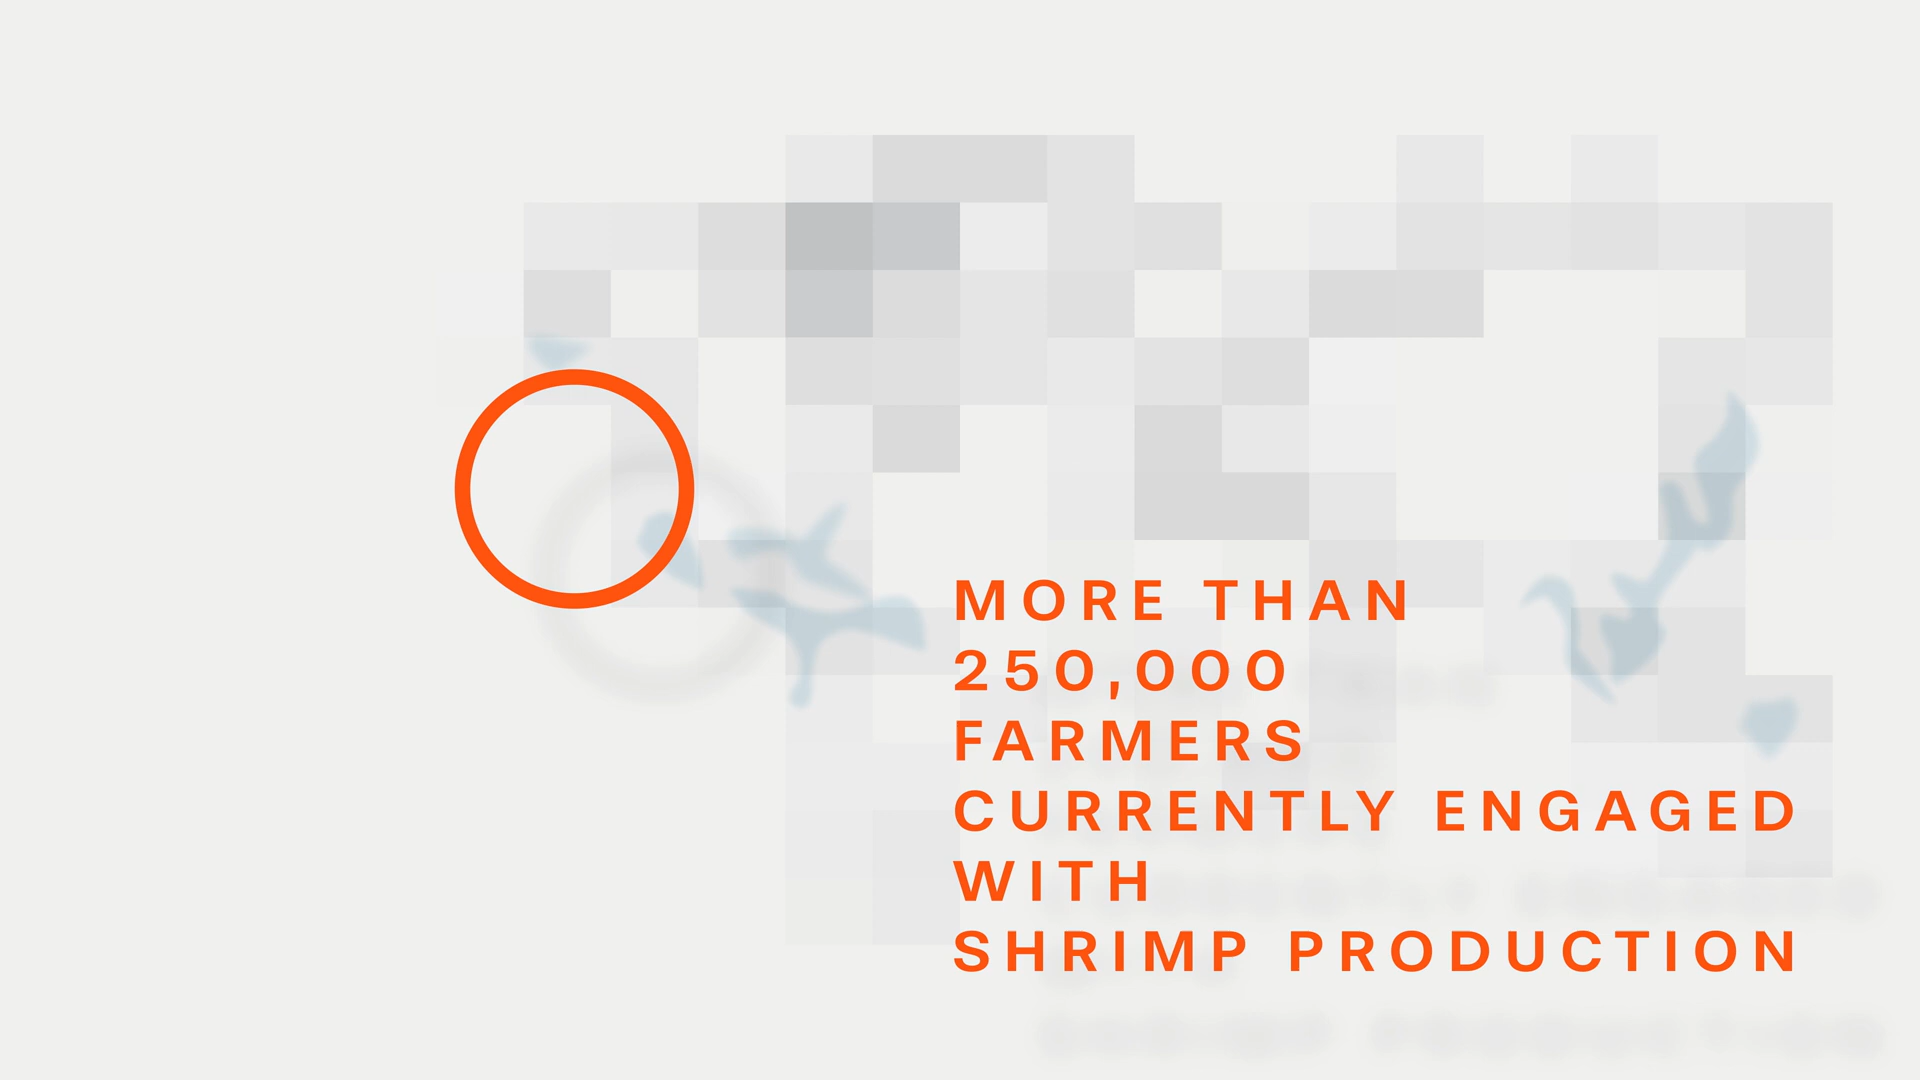 MORE THAN
250,000
FARMERS
CURRENTLY ENGAGED
WITH
SHRIMP PRODUCTION